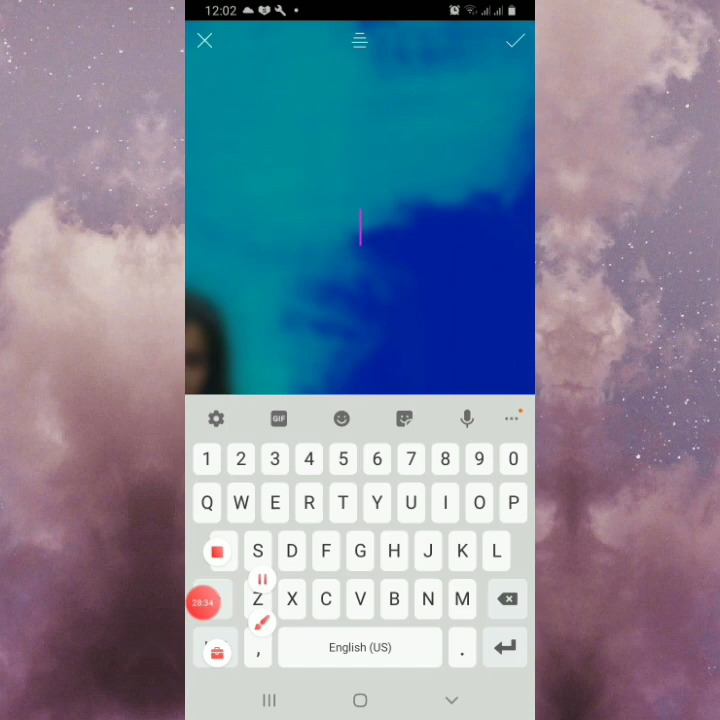 12:02
GIF
1 2 3 4 5 6 7 8 9 0
Q W E R T Y U I O P
S D F G H J K L
28:34 Z X C V B N M
, English (US) .